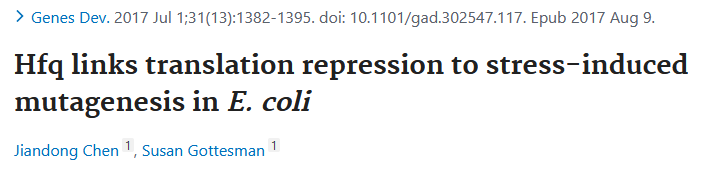 > Genes Dev. 2017 Jul 1;31(13):1382-1395. doi: 10.1101/gad.302547.117. Epub 2017 Aug 9.
Hfq links translation repression to stress-induced
mutagenesis in E. coli
Jiandong Chen 1, Susan Gottesman 1